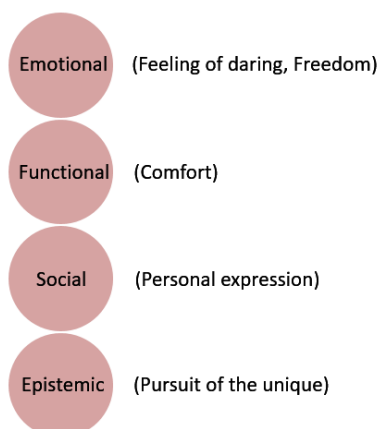 Emotional (Feeling of daring, Freedom)
Functional (Comfort)
Social (Personal expression)
Epistemic (Pursuit of the unique)